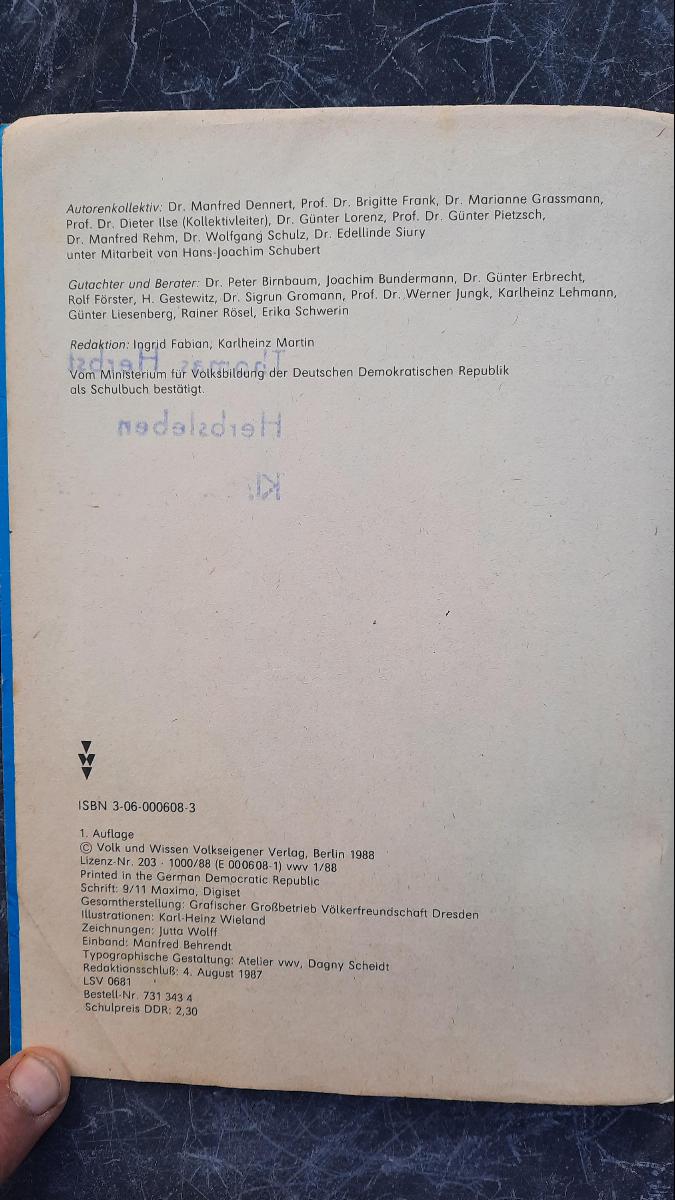 Autorenkollektiv: Dr. Manfred Dennert, Prof. Dr. Brigitte Frank, Dr. Marianne Grassmann,
Prof. Dr. Dieter Ilse (Kollektivleiter), Dr. Günter Lorenz, Prof. Dr. Günter Pietzsch,
Dr. Manfred Rehm, Dr. Wolfgang Schulz, Dr. Edellinde Siury
unter Mitarbeit von Hans-Joachim Schubert
Gutachter und Berater: Dr. Peter Birnbaum, Joachim Bundermann, Dr. Günter Erbrecht,
Rolf Förster, H. Gestewitz, Dr. Sigrun Gromann, Prof. Dr. Werner Jungk, Karlheinz Lehmann,
Günter Liesenberg, Rainer Rösel, Erika Schwerin
Redaktion: Ingrid Fabian, Karlheinz Martin
Thomas Herbst
Vom Ministerium für Volksbildung der Deutschen Demokratischen Republik
als Schulbuch bestätigt.
Herbsleben
Kl.
ISBN 3-06-000608-3
1. Auflage
© Volk und Wissen Volkseigener Verlag, Berlin 1988
Lizenz-Nr. 203 · 1000/88 (E 000608-1) vwv 1/88
Printed in the German Democratic Republic
Schrift: 9/11 Maxima, Digiset
Gesamtherstellung: Grafischer Großbetrieb Völkerfreundschaft Dresden
Illustrationen: Karl-Heinz Wieland
Zeichnungen: Jutta Wolff
Einband: Manfred Behrendt
Typographische Gestaltung: Atelier vwv, Dagny Scheidt
Redaktionsschluß: 4. August 1987
LSV 0681
Bestell-Nr. 731 343 4
Schulpreis DDR: 2,30